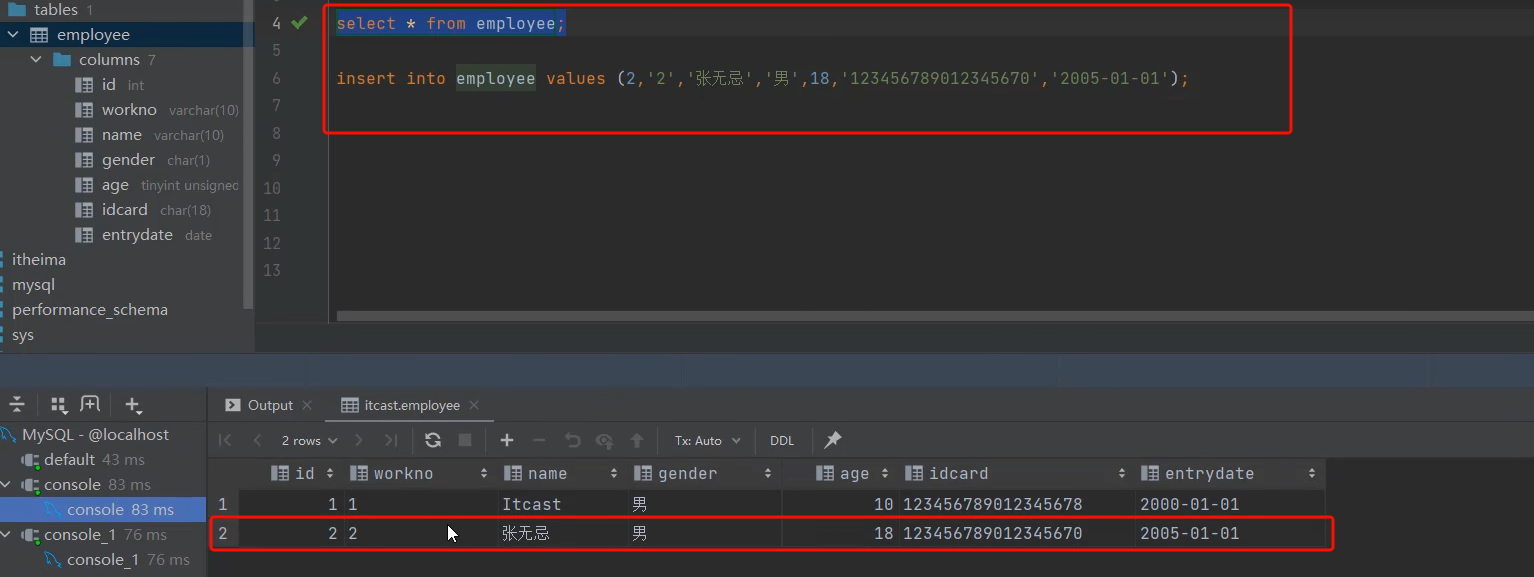 tables 1
employee
columns 7
id int
workno varchar(10)
name varchar(10)
gender char(1)
age tinyint unsigned
idcard char(18)
entrydate date
itheima
mysql
performance_schema
sys
4 select * from employee;
5
6 insert into employee values (2,'2','张无忌','男',18,'123456789012345670','2005-01-01');
7
8
9
10
11
12
13
MySQL - @localhost
default 43 ms
console 83 ms
console 83 ms
console_1 76 ms
console_1 76 ms
Output itcast.employee
2 rows Tx: Auto DDL
id workno name gender age idcard entrydate
1 1 1 Itcast 男 10 123456789012345678 2000-01-01
2 2 2 张无忌 男 18 123456789012345670 2005-01-01